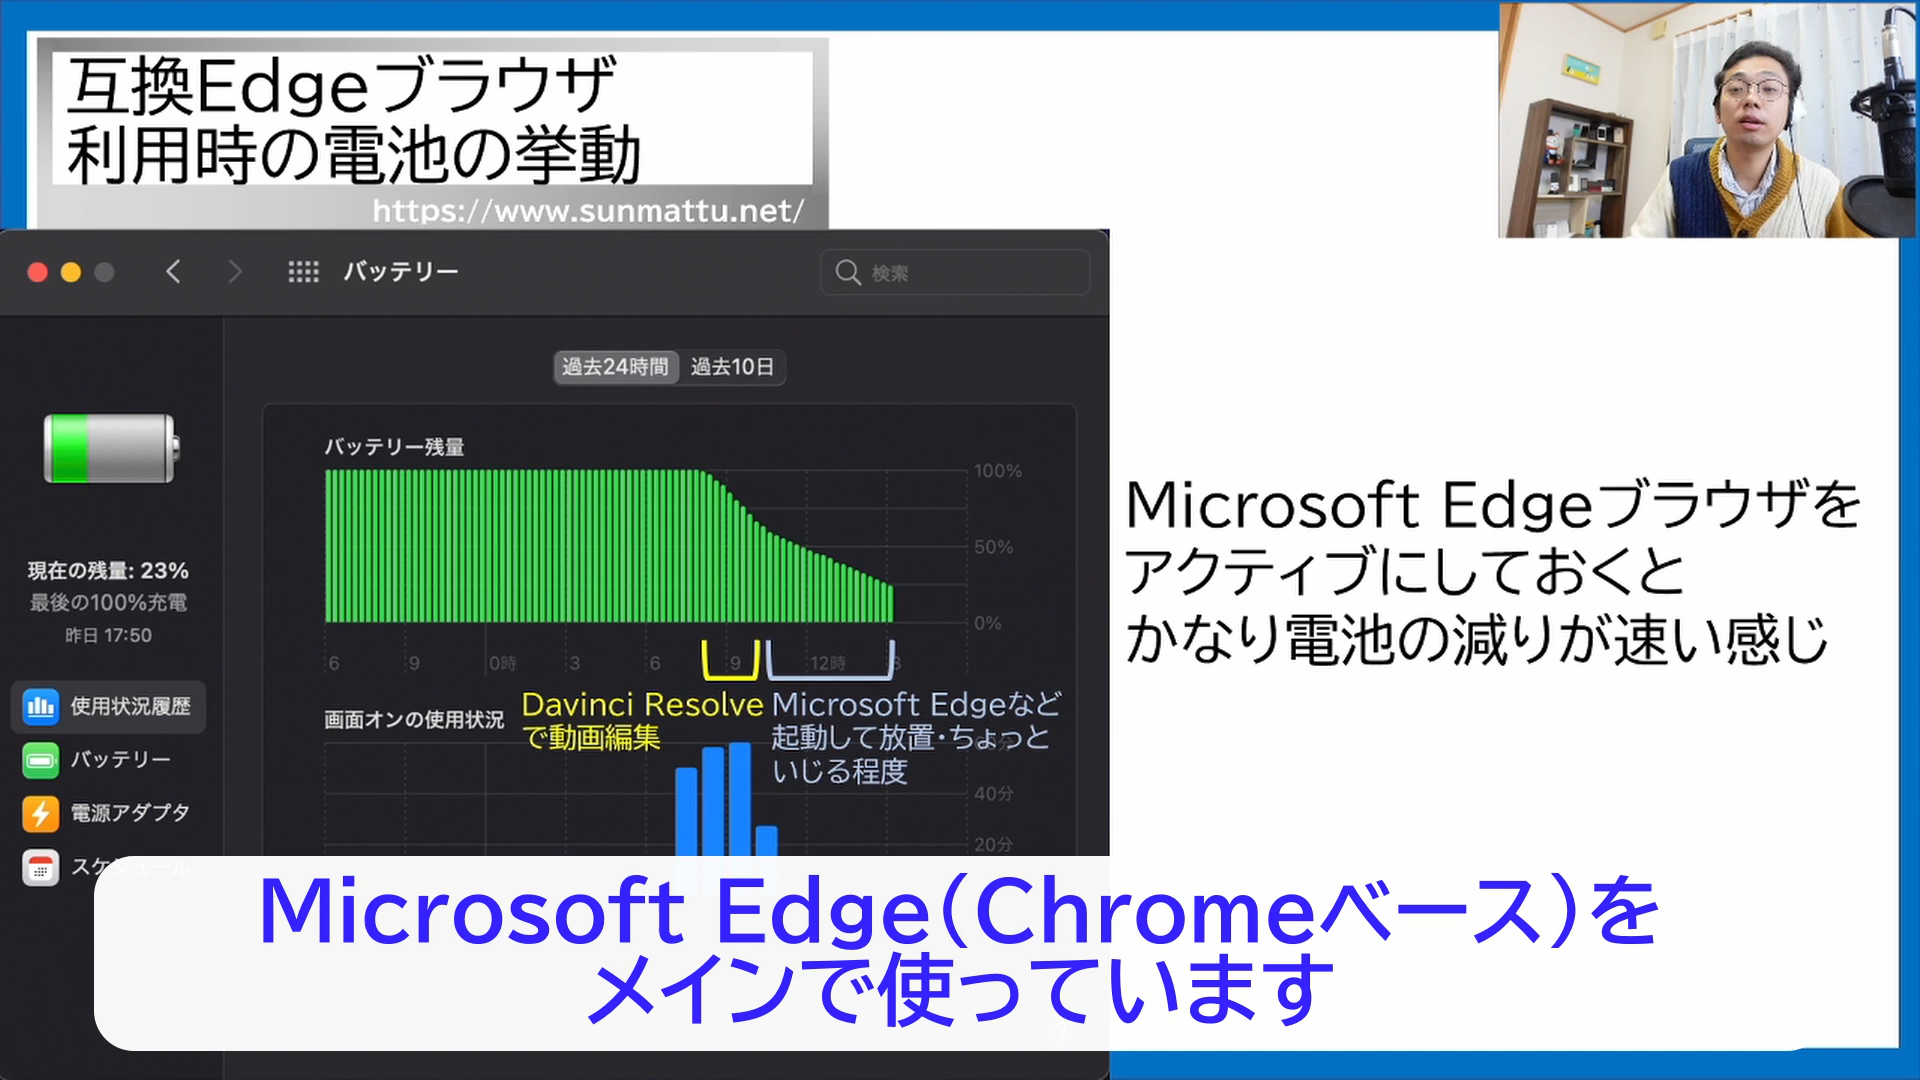 互換Edgeブラウザ
利用時の電池の挙動
https://www.sunmattu.net/
バッテリー
検索
過去24時間 過去10日
バッテリー残量
100%
50%
0%
現在の残量: 23%
最後の100%充電
昨日 17:50
6 9 0時 3 6 9 12時 3
使用状況履歴
バッテリー
電源アダプタ
スケジュール
画面オンの使用状況
Davinci Resolve
で動画編集
Microsoft Edgeなど
起動して放置・ちょっと
いじる程度
60分
40分
20分
Microsoft Edgeブラウザを
アクティブにしておくと
かなり電池の減りが速い感じ
Microsoft Edge(Chromeベース)を
メインで使っています